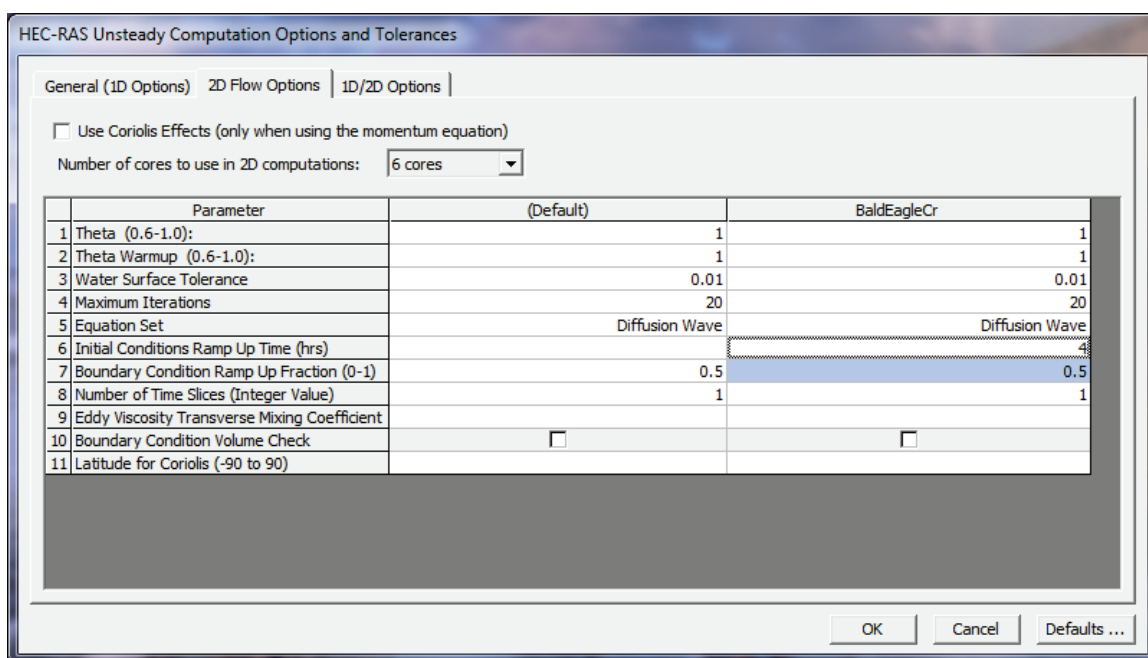 HEC-RAS Unsteady Computation Options and Tolerances
General (1D Options) 2D Flow Options 1D/2D Options
Use Coriolis Effects (only when using the momentum equation)
Number of cores to use in 2D computations: 6 cores
Parameter (Default) BaldEagleCr
1 Theta (0.6-1.0): 1 1
2 Theta Warmup (0.6-1.0): 1 1
3 Water Surface Tolerance 0.01 0.01
4 Maximum Iterations 20 20
5 Equation Set Diffusion Wave Diffusion Wave
6 Initial Conditions Ramp Up Time (hrs) 4
7 Boundary Condition Ramp Up Fraction (0-1) 0.5 0.5
8 Number of Time Slices (Integer Value) 1 1
9 Eddy Viscosity Transverse Mixing Coefficient
10 Boundary Condition Volume Check
11 Latitude for Coriolis (-90 to 90)
OK Cancel Defaults ...